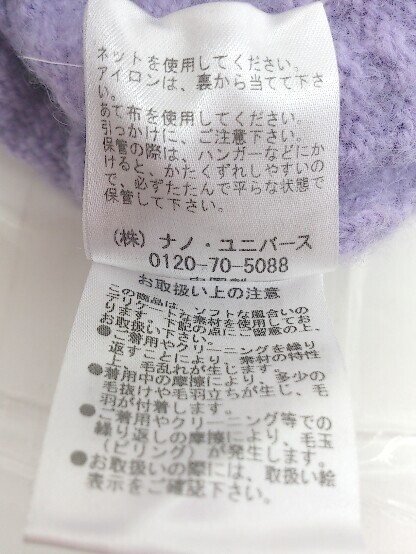 ネットを使用してください。
アイロンは、裏から当てて下さ
い。
あて布を使用してください。
引っかけに、ご注意下さい。
保管の際は、ハンガーなどにか
けると、かたくずれしやすいの
で、必ずたたんで平らな状態で
保管して下さい。
(株) ナノ・ユニバース
0120-70-5088
お取扱い上の注意
この商品は、ソフトな風合いの
デリケートな素材を使用してお
ります。下記の点にご留意の上、
お取扱い下さい。
●ご着用やクリーニングを繰り
返すことにより、素材の特性
上、毛乱れが生じます。
●着用中の摩擦により、多少の
毛抜けや毛羽立ちが生じ、毛
羽が付着します。
●ご着用やクリーニング等での
繰り返しの摩擦により、毛玉
(ピリング)が発生します。
●お取扱いの際には、取扱い絵
表示をご確認下さい。